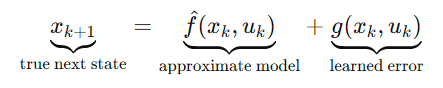 x_{k+1} = \hat{f}(x_k, u_k) + g(x_k, u_k)
true next state approximate model learned error